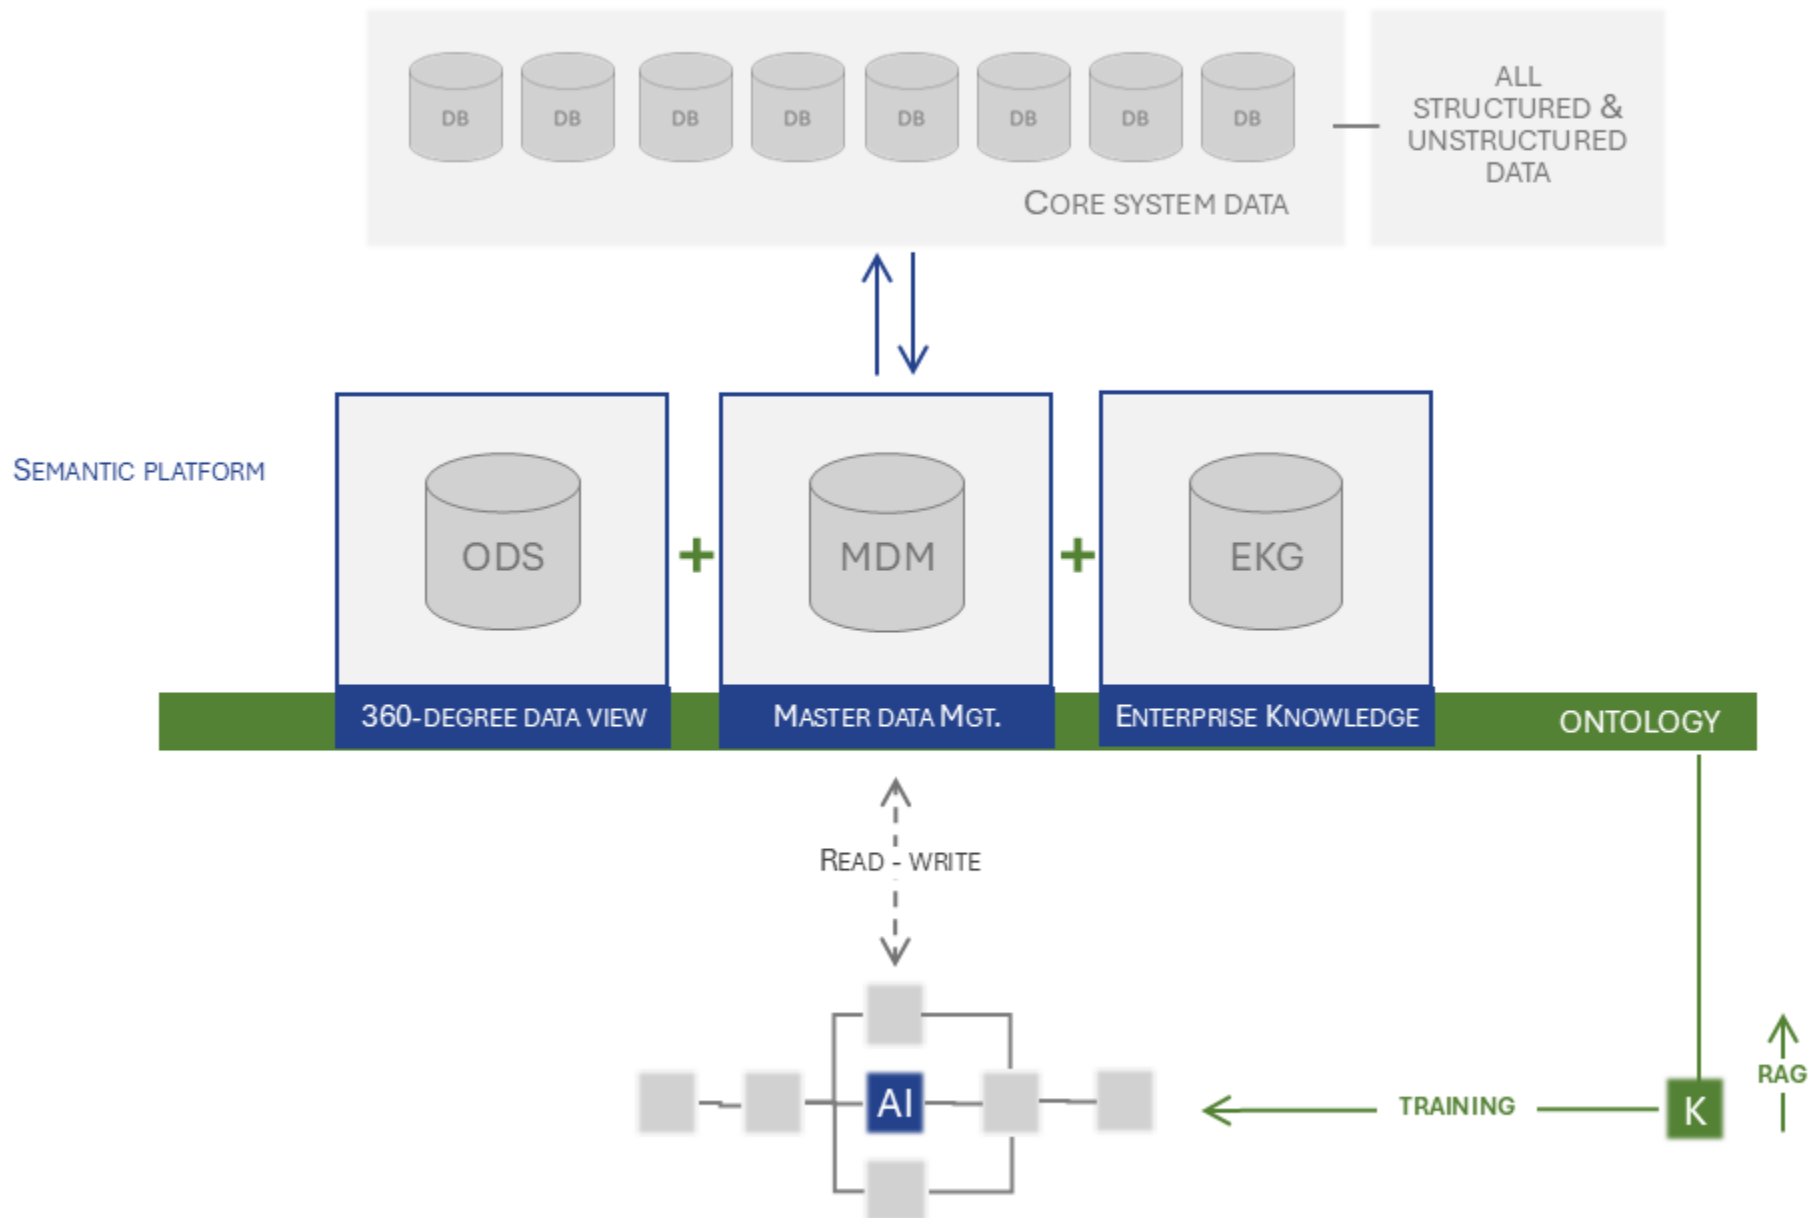 DB DB DB DB DB DB DB DB
CORE SYSTEM DATA
ALL
STRUCTURED &
UNSTRUCTURED
DATA
SEMANTIC PLATFORM
ODS
+
MDM
+
EKG
360-DEGREE DATA VIEW
MASTER DATA MGT.
ENTERPRISE KNOWLEDGE
ONTOLOGY
READ - WRITE
AI
TRAINING
K
RAG